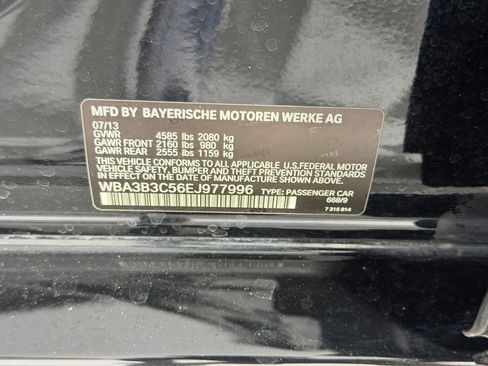 MFD BY BAYERISCHE MOTOREN WERKE AG
07/13
GVWR 4585 lbs 2080 kg
GAWR FRONT 2160 lbs 980 kg
GAWR REAR 2555 lbs 1159 kg
THIS VEHICLE CONFORMS TO ALL APPLICABLE U.S. FEDERAL MOTOR
VEHICLE SAFETY, BUMPER, AND THEFT PREVENTION STANDARDS
IN EFFECT ON THE DATE OF MANUFACTURE SHOWN ABOVE.
WBA3B3C56EJ977996 TYPE: PASSENGER CAR
668/9
7 315 814